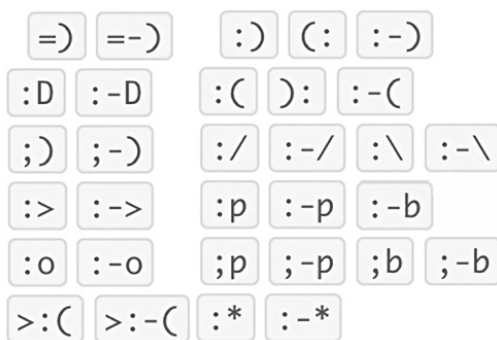 =) =-) :) (: :-)
:D :-D :( ): :-(
;) ;-) :/ :-/ :\ :-\
:> :-> :p :-p :-b
:o :-o ;p ;-p ;b ;-b
>:( >:-( :* :-*